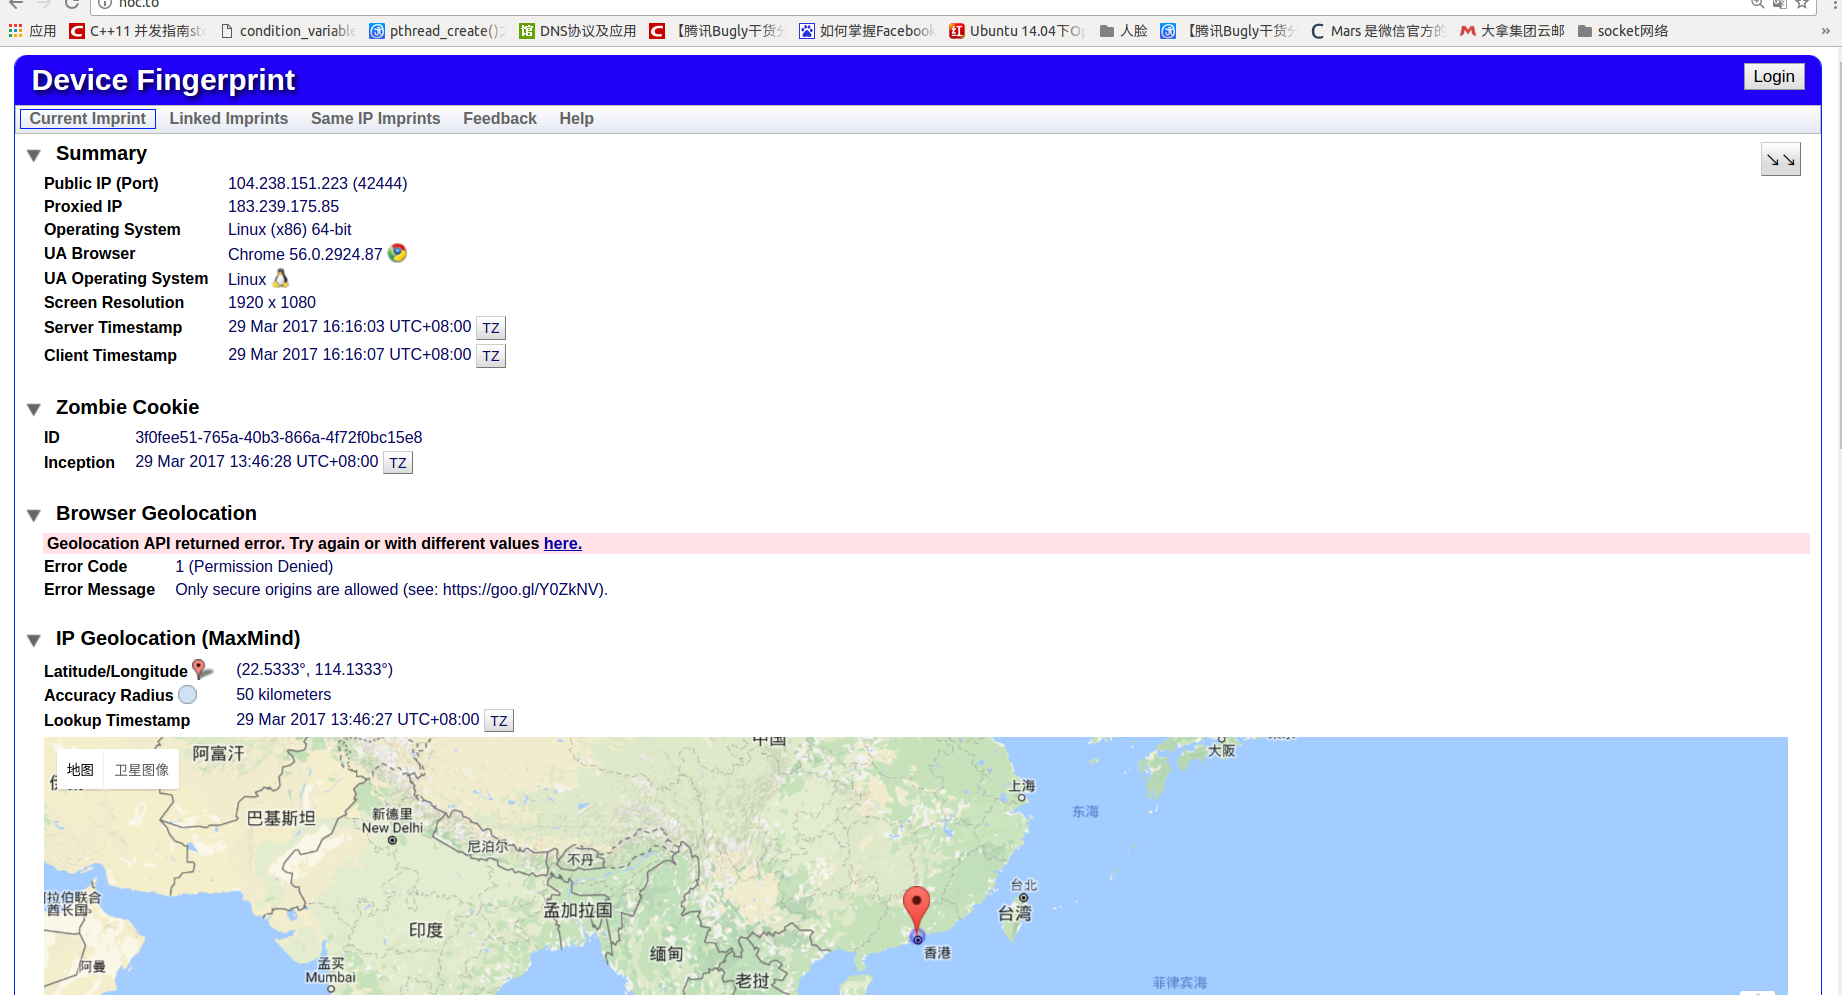 noc.to
应用 C++11 并发指南st condition_variable pthread_create() DNS协议及应用 【腾讯Bugly干货分 如何掌握Facebook Ubuntu 14.04下Op 人脸 【腾讯Bugly干货分 Mars 是微信官方的 大拿集团云邮 socket网络 »
Device Fingerprint
Login
Current Imprint Linked Imprints Same IP Imprints Feedback Help
Summary
Public IP (Port) 104.238.151.223 (42444)
Proxied IP 183.239.175.85
Operating System Linux (x86) 64-bit
UA Browser Chrome 56.0.2924.87
UA Operating System Linux
Screen Resolution 1920 x 1080
Server Timestamp 29 Mar 2017 16:16:03 UTC+08:00 TZ
Client Timestamp 29 Mar 2017 16:16:07 UTC+08:00 TZ
Zombie Cookie
ID 3f0fee51-765a-40b3-866a-4f72f0bc15e8
Inception 29 Mar 2017 13:46:28 UTC+08:00 TZ
Browser Geolocation
Geolocation API returned error. Try again or with different values here.
Error Code 1 (Permission Denied)
Error Message Only secure origins are allowed (see: https://goo.gl/Y0ZkNV).
IP Geolocation (MaxMind)
Latitude/Longitude (22.5333°, 114.1333°)
Accuracy Radius 50 kilometers
Lookup Timestamp 29 Mar 2017 13:46:27 UTC+08:00 TZ
中国
大阪
阿富汗
地图 卫星图像
上海
东海
巴基斯坦
新德里
New Delhi
尼泊尔
不丹
台北
台湾
阿拉伯联合
酋长国
孟加拉国
印度
缅甸
香港
阿曼
孟买
Mumbai
老挝
菲律宾海